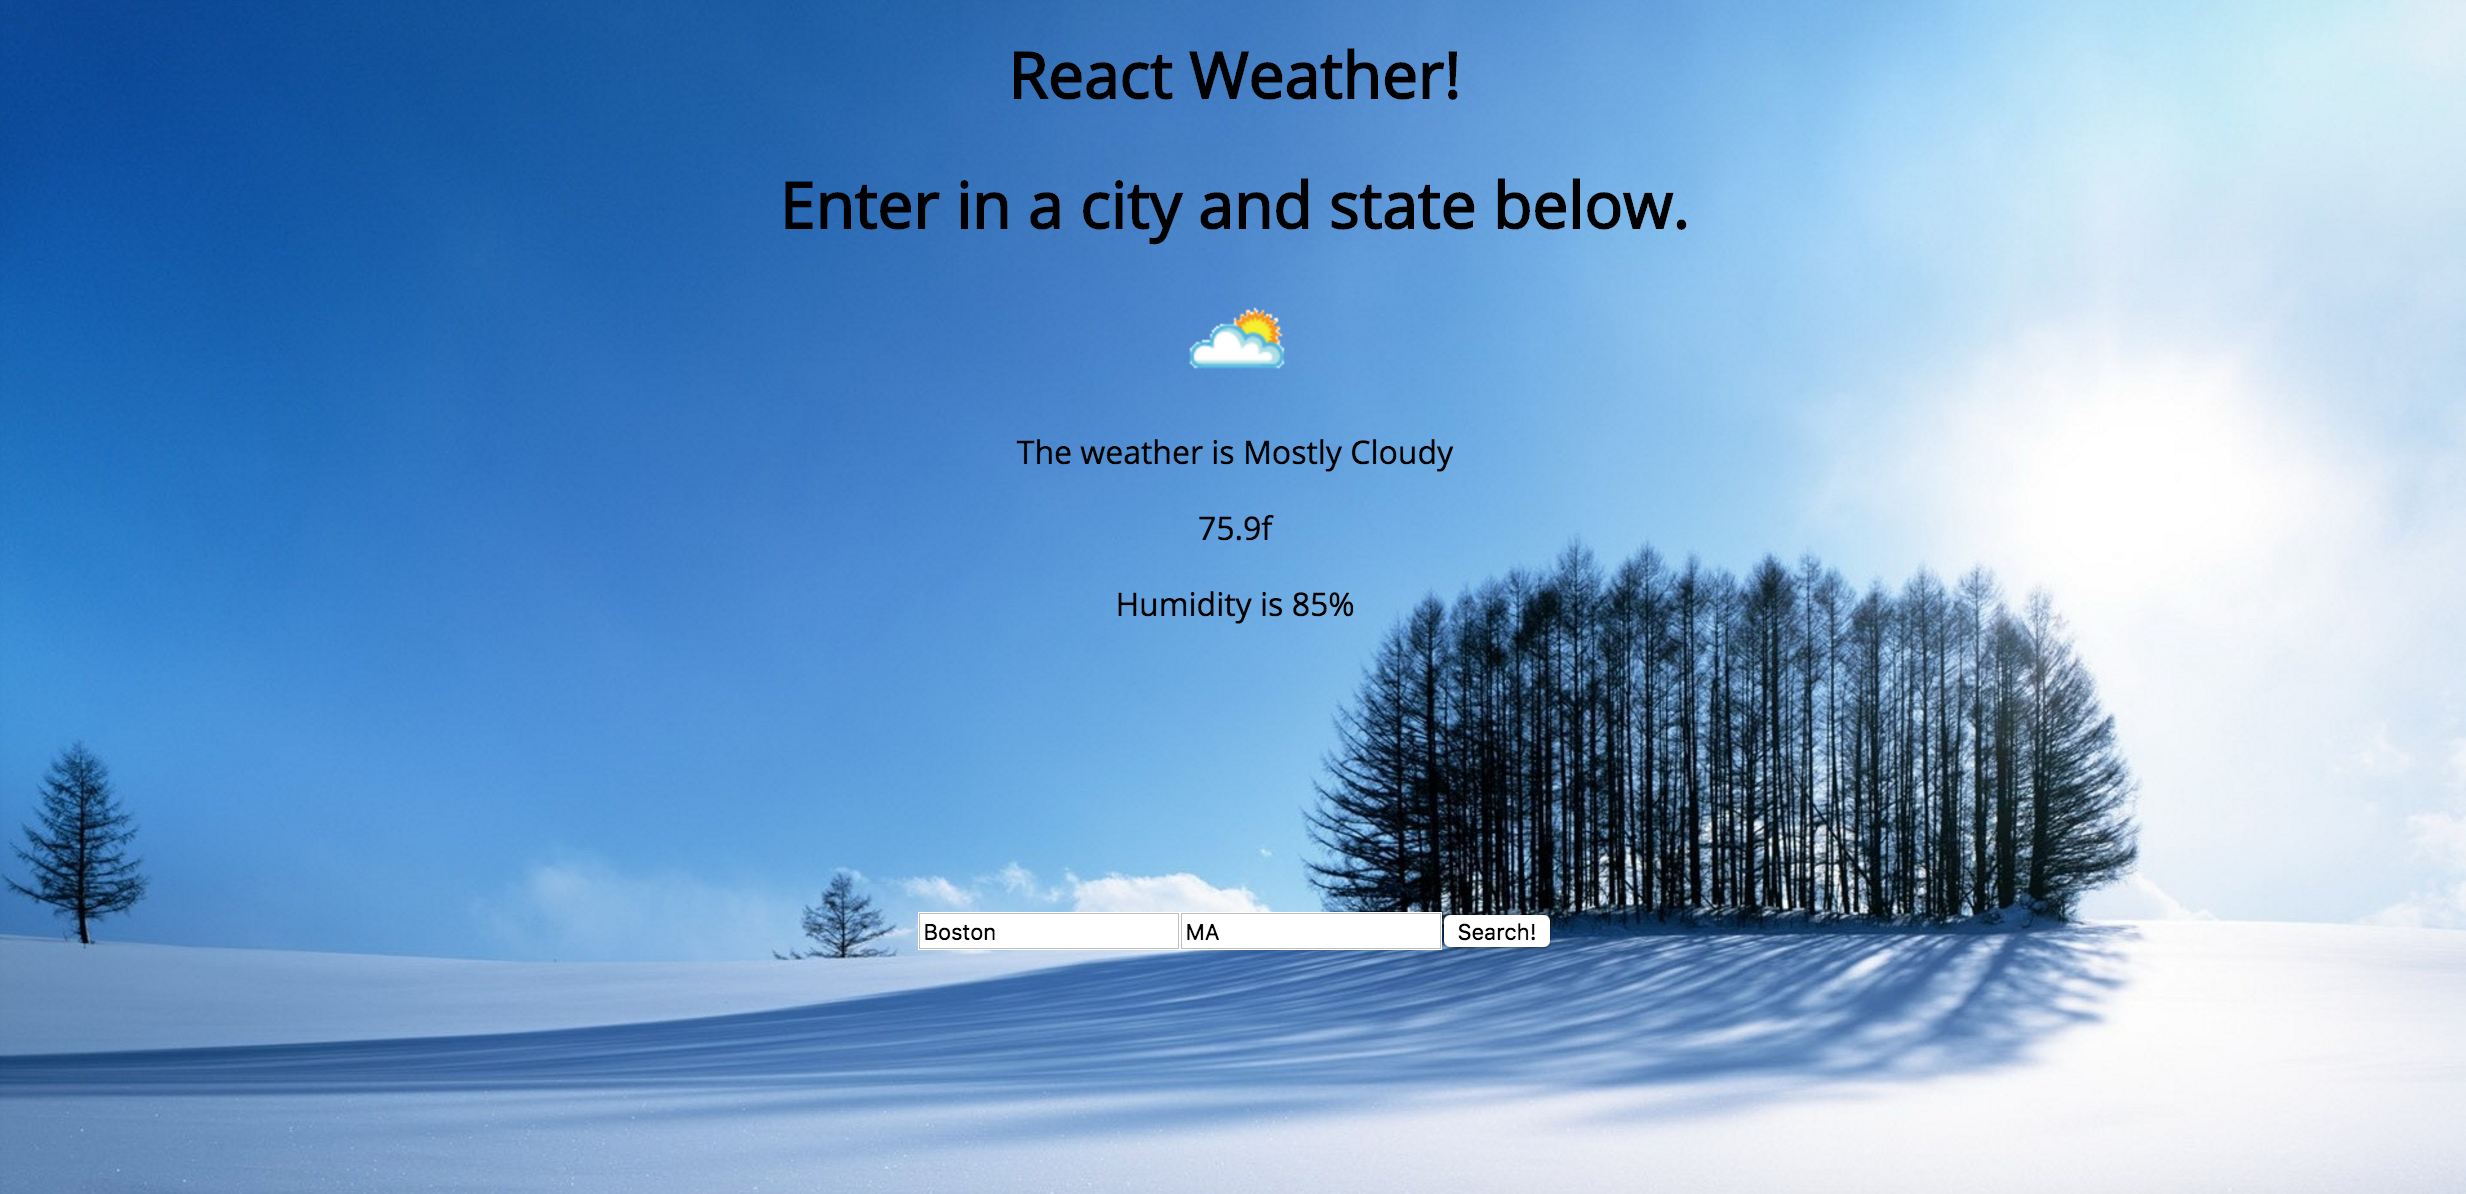 React Weather!
Enter in a city and state below.
The weather is Mostly Cloudy
75.9f
Humidity is 85%
Boston MA Search!